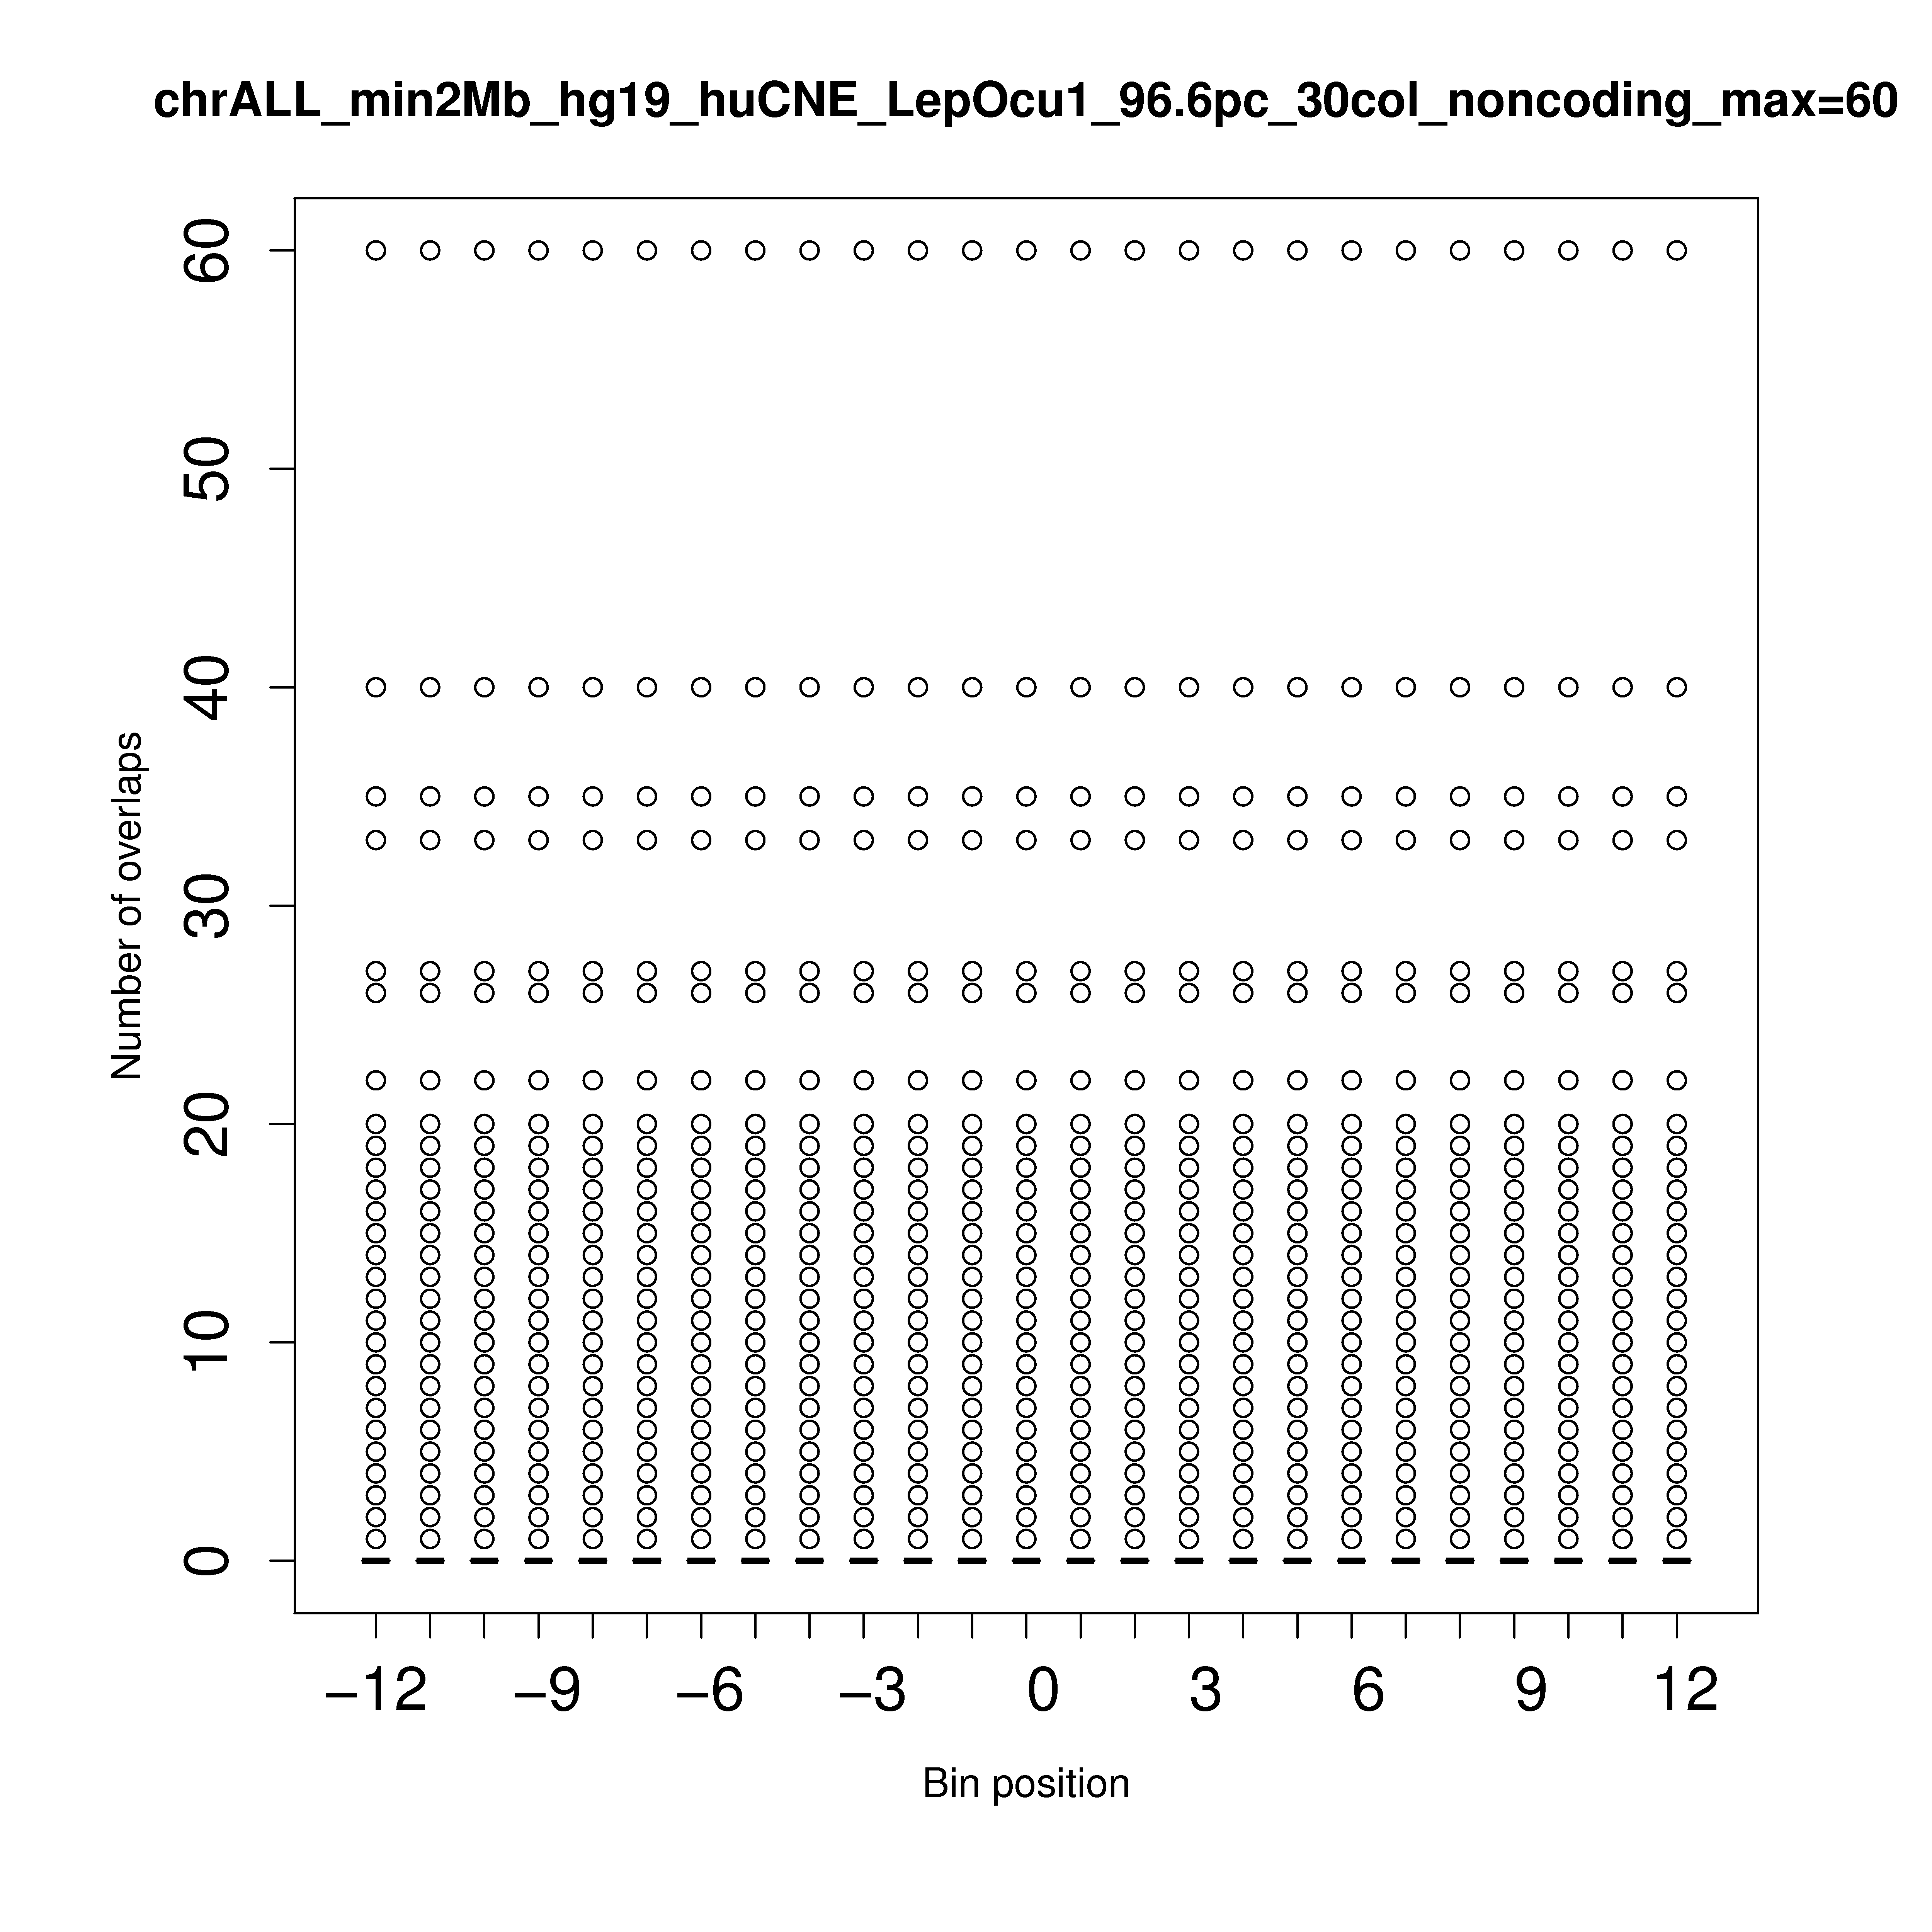 chrALL_min2Mb_hg19_huCNE_LepOcu1_96.6pc_30col_noncoding_max=60
60
50
40
30
20
10
0
Number of overlaps
−12 −9 −6 −3 0 3 6 9 12
Bin position